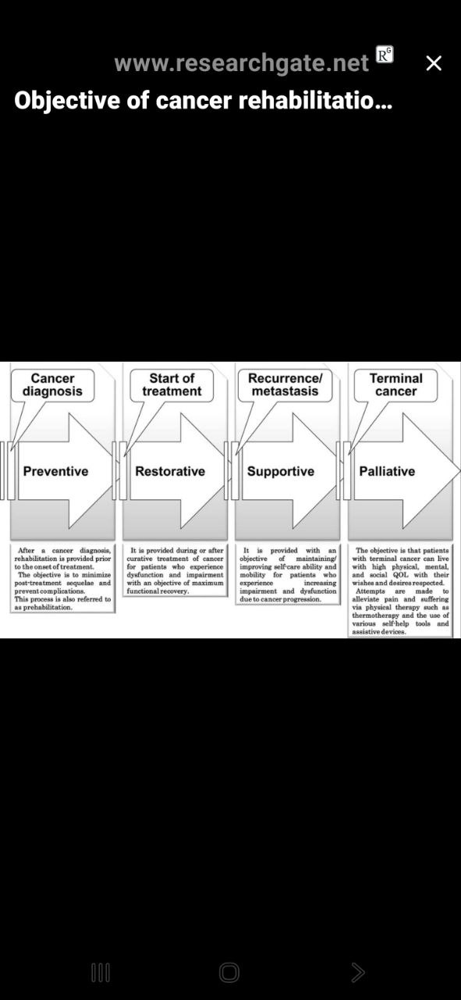 www.researchgate.net RG
Objective of cancer rehabilitatio...
Cancer
diagnosis
Preventive
After a cancer diagnosis,
rehabilitation is provided prior
to the onset of treatment.
The objective is to minimize
post-treatment sequelae and
prevent complications.
This process is also referred to
as prehabilitation.
Start of
treatment
Restorative
It is provided during or after
curative treatment of cancer
for patients who experience
dysfunction and impairment
with an objective of maximum
functional recovery.
Recurrence/
metastasis
Supportive
It is provided with an
objective of maintaining/
improving self-care ability and
mobility for patients who
experience increasing
impairment and dysfunction
due to cancer progression.
Terminal
cancer
Palliative
The objective is that patients
with terminal cancer can live
with high physical, mental,
and social QOL with their
wishes and desires respected.
Attempts are made to
alleviate pain and suffering
via physical therapy such as
thermotherapy and the use of
various self-help tools and
assistive devices.